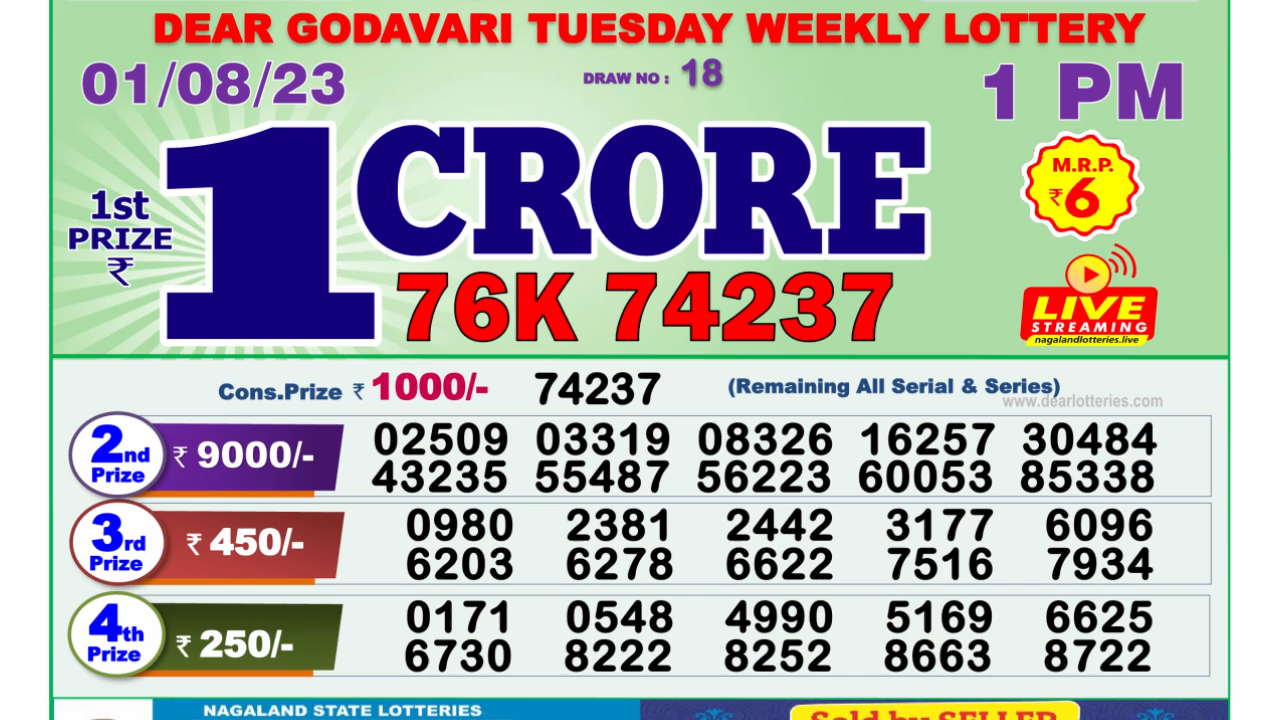 DEAR GODAVARI TUESDAY WEEKLY LOTTERY
01/08/23 DRAW NO : 18 1 PM
1st PRIZE ₹ 1 CRORE
76K 74237
M.R.P. ₹6
LIVE
STREAMING
nagalandlotteries.live
Cons.Prize ₹ 1000/- 74237 (Remaining All Serial & Series)
www.dearlotteries.com
2nd Prize ₹ 9000/-
02509 03319 08326 16257 30484
43235 55487 56223 60053 85338
3rd Prize ₹ 450/-
0980 2381 2442 3177 6096
6203 6278 6622 7516 7934
4th Prize ₹ 250/-
0171 0548 4990 5169 6625
6730 8222 8252 8663 8722
NAGALAND STATE LOTTERIES
Sold by SELLER